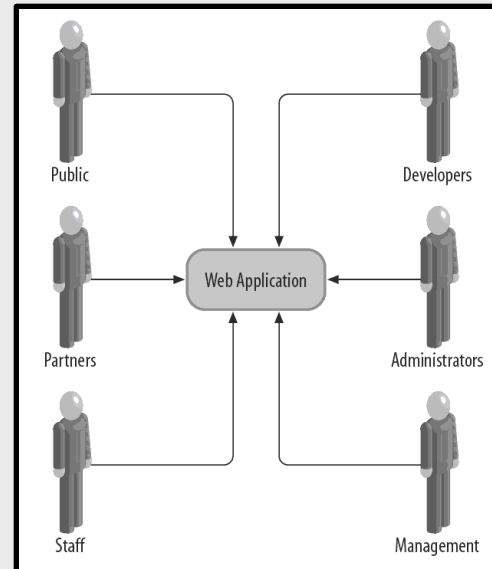 Public
Developers
Web Application
Partners
Administrators
Staff
Management